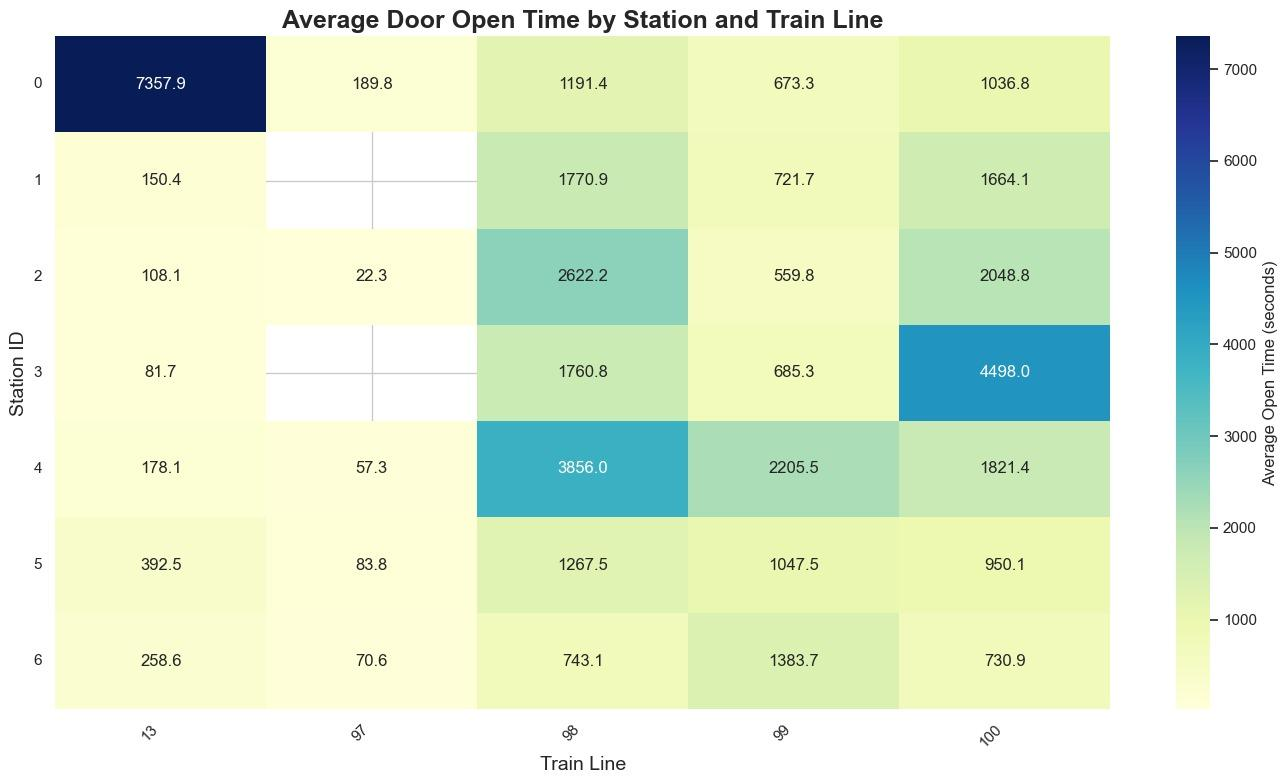 Average Door Open Time by Station and Train Line
Station ID
0 7357.9 189.8 1191.4 673.3 1036.8
1 150.4 1770.9 721.7 1664.1
2 108.1 22.3 2622.2 559.8 2048.8
3 81.7 1760.8 685.3 4498.0
4 178.1 57.3 3856.0 2205.5 1821.4
5 392.5 83.8 1267.5 1047.5 950.1
6 258.6 70.6 743.1 1383.7 730.9
13 97 98 99 100
Train Line
7000
6000
5000
4000
3000
2000
1000
Average Open Time (seconds)